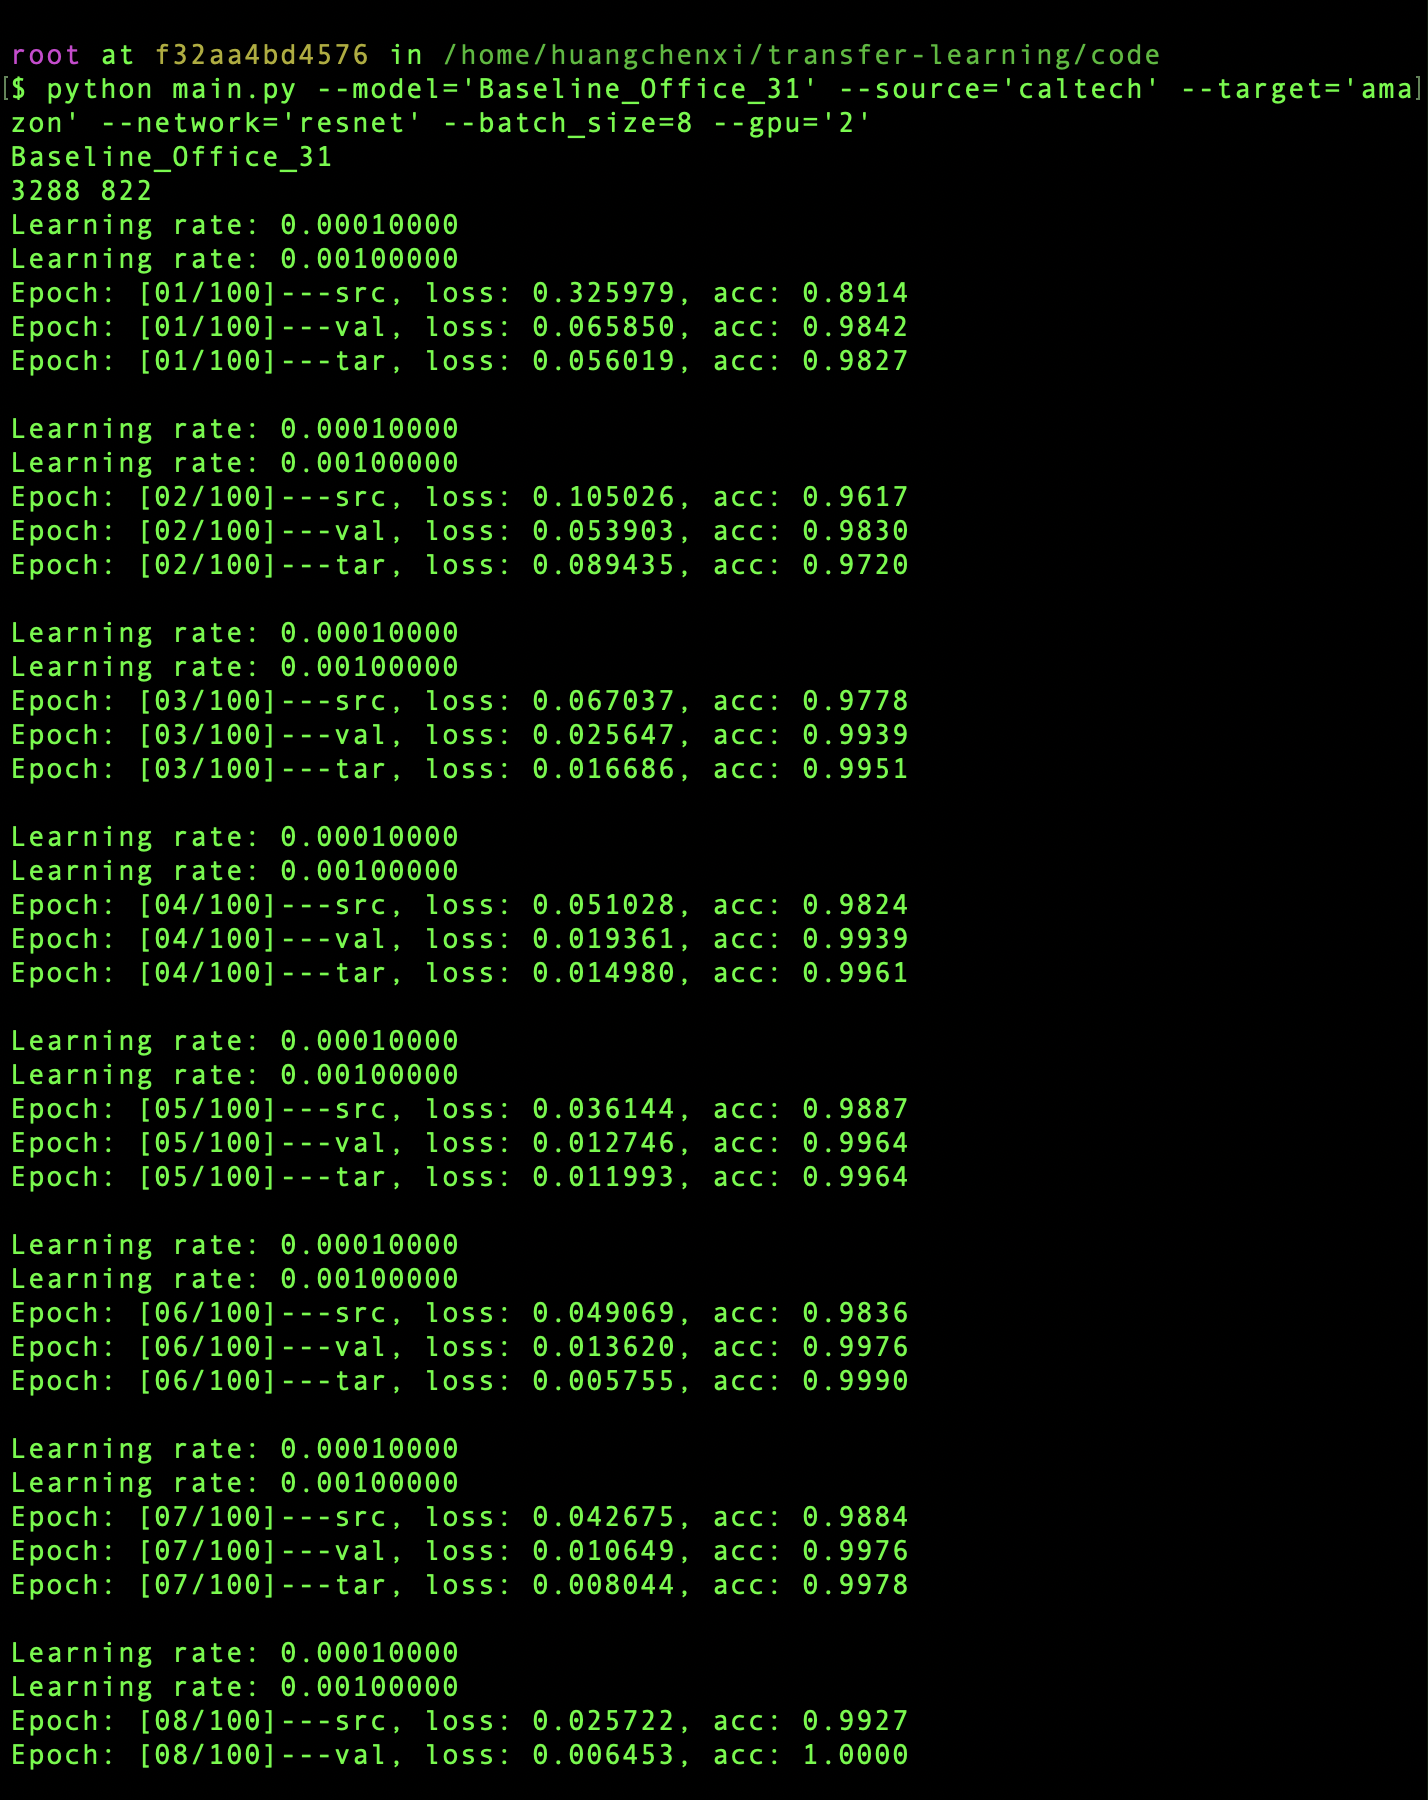 root at f32aa4bd4576 in /home/huangchenxi/transfer-learning/code
[$ python main.py --model='Baseline_Office_31' --source='caltech' --target='ama]
zon' --network='resnet' --batch_size=8 --gpu='2'
Baseline_Office_31
3288 822
Learning rate: 0.00010000
Learning rate: 0.00100000
Epoch: [01/100]---src, loss: 0.325979, acc: 0.8914
Epoch: [01/100]---val, loss: 0.065850, acc: 0.9842
Epoch: [01/100]---tar, loss: 0.056019, acc: 0.9827

Learning rate: 0.00010000
Learning rate: 0.00100000
Epoch: [02/100]---src, loss: 0.105026, acc: 0.9617
Epoch: [02/100]---val, loss: 0.053903, acc: 0.9830
Epoch: [02/100]---tar, loss: 0.089435, acc: 0.9720

Learning rate: 0.00010000
Learning rate: 0.00100000
Epoch: [03/100]---src, loss: 0.067037, acc: 0.9778
Epoch: [03/100]---val, loss: 0.025647, acc: 0.9939
Epoch: [03/100]---tar, loss: 0.016686, acc: 0.9951

Learning rate: 0.00010000
Learning rate: 0.00100000
Epoch: [04/100]---src, loss: 0.051028, acc: 0.9824
Epoch: [04/100]---val, loss: 0.019361, acc: 0.9939
Epoch: [04/100]---tar, loss: 0.014980, acc: 0.9961

Learning rate: 0.00010000
Learning rate: 0.00100000
Epoch: [05/100]---src, loss: 0.036144, acc: 0.9887
Epoch: [05/100]---val, loss: 0.012746, acc: 0.9964
Epoch: [05/100]---tar, loss: 0.011993, acc: 0.9964

Learning rate: 0.00010000
Learning rate: 0.00100000
Epoch: [06/100]---src, loss: 0.049069, acc: 0.9836
Epoch: [06/100]---val, loss: 0.013620, acc: 0.9976
Epoch: [06/100]---tar, loss: 0.005755, acc: 0.9990

Learning rate: 0.00010000
Learning rate: 0.00100000
Epoch: [07/100]---src, loss: 0.042675, acc: 0.9884
Epoch: [07/100]---val, loss: 0.010649, acc: 0.9976
Epoch: [07/100]---tar, loss: 0.008044, acc: 0.9978

Learning rate: 0.00010000
Learning rate: 0.00100000
Epoch: [08/100]---src, loss: 0.025722, acc: 0.9927
Epoch: [08/100]---val, loss: 0.006453, acc: 1.0000